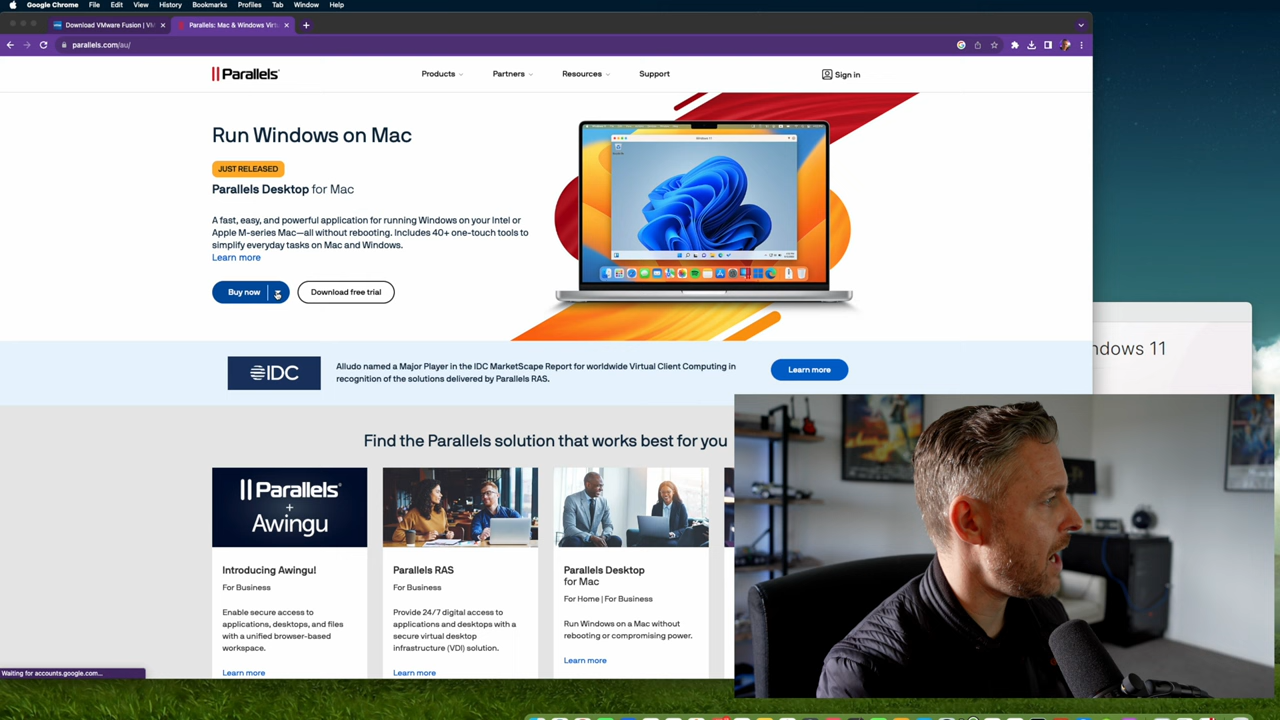 Google Chrome File Edit View History Bookmarks Profiles Tab Window Help
Download VMware Fusion | VM
Parallels: Mac & Windows Virt
parallels.com/au/
Parallels
Products
Partners
Resources
Support
Sign in
Run Windows on Mac
JUST RELEASED
Parallels Desktop for Mac
A fast, easy, and powerful application for running Windows on your Intel or
Apple M-series Mac—all without rebooting. Includes 40+ one-touch tools to
simplify everyday tasks on Mac and Windows.
Learn more
Buy now
Download free trial
IDC
Alludo named a Major Player in the IDC MarketScape Report for worldwide Virtual Client Computing in
recognition of the solutions delivered by Parallels RAS.
Learn more
ndows 11
Find the Parallels solution that works best for you
Parallels
+
Awingu
Introducing Awingu!
For Business
Enable secure access to
applications, desktops, and files
with a unified browser-based
workspace.
Learn more
Parallels RAS
For Business
Provide 24/7 digital access to
applications and desktops with a
secure virtual desktop
infrastructure (VDI) solution.
Learn more
Parallels Desktop
for Mac
For Home | For Business
Run Windows on a Mac without
rebooting or compromising power.
Learn more
Waiting for accounts.google.com...